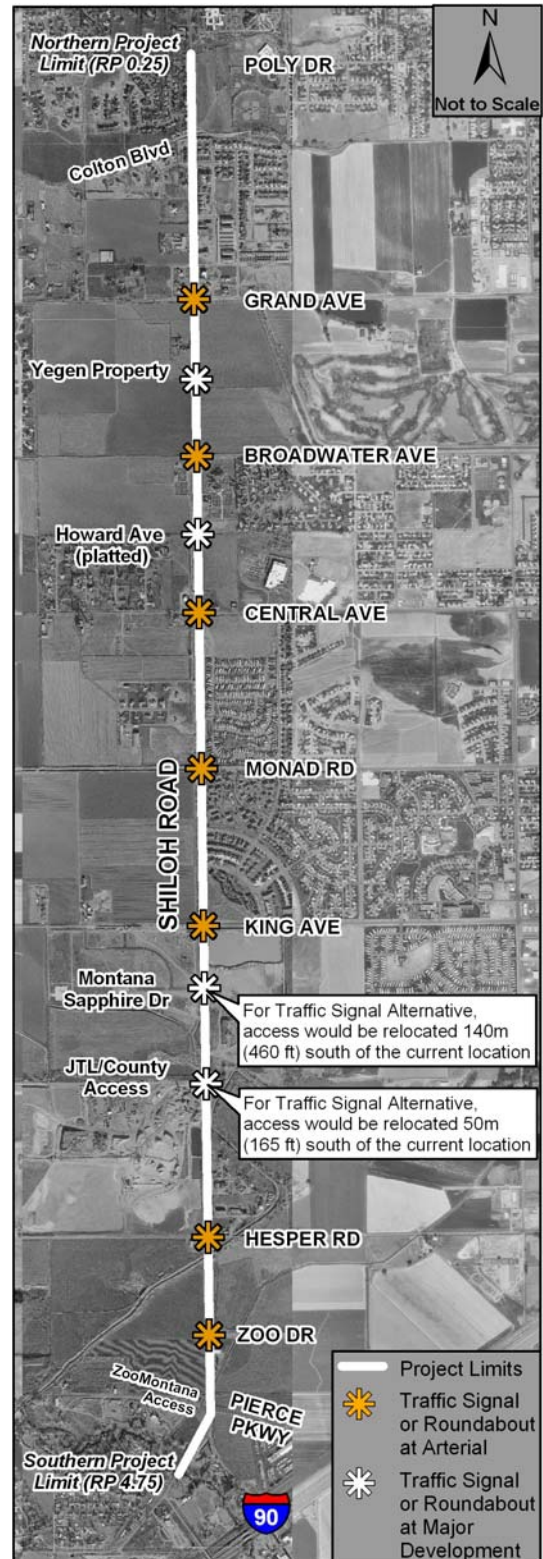 Northern Project
Limit (RP 0.25)
POLY DR
N
Not to Scale
Colton Blvd
GRAND AVE
Yegen Property
BROADWATER AVE
Howard Ave
(platted)
CENTRAL AVE
MONAD RD
SHILOH ROAD
KING AVE
Montana
Sapphire Dr
For Traffic Signal Alternative,
access would be relocated 140m
(460 ft) south of the current location
JTL/County
Access
For Traffic Signal Alternative,
access would be relocated 50m
(165 ft) south of the current location
HESPER RD
ZOO DR
ZooMontana
Access
PIERCE
PKWY
Southern Project
Limit (RP 4.75)
90
Project Limits
Traffic Signal
or Roundabout
at Arterial
Traffic Signal
or Roundabout
at Major
Development